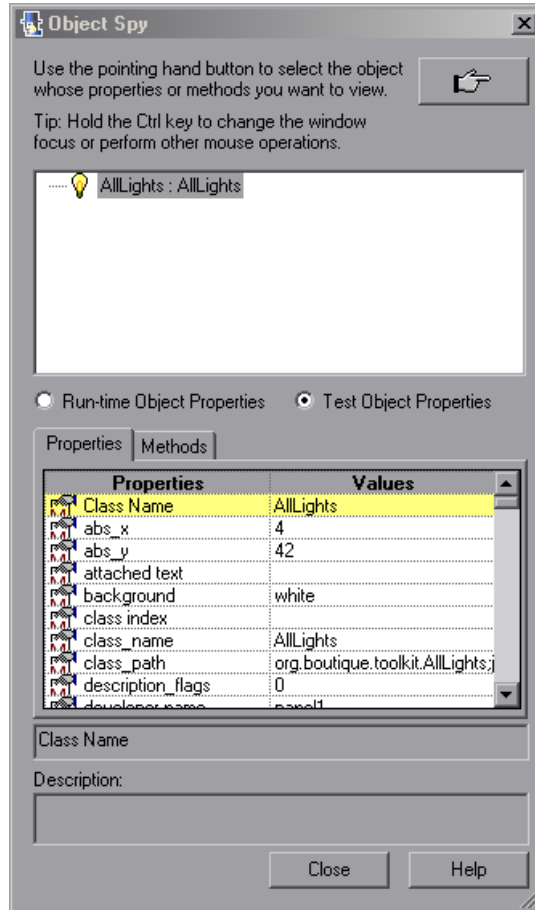 Object Spy
Use the pointing hand button to select the object
whose properties or methods you want to view.
Tip: Hold the Ctrl key to change the window
focus or perform other mouse operations.
AllLights : AllLights
Run-time Object Properties Test Object Properties
Properties Methods
Properties Values
Class Name AllLights
abs_x 4
abs_y 42
attached text
background white
class index
class_name AllLights
class_path org.boutique.toolkit.AllLights;j
description_flags 0
developer name panel1
Class Name
Description:
Close Help